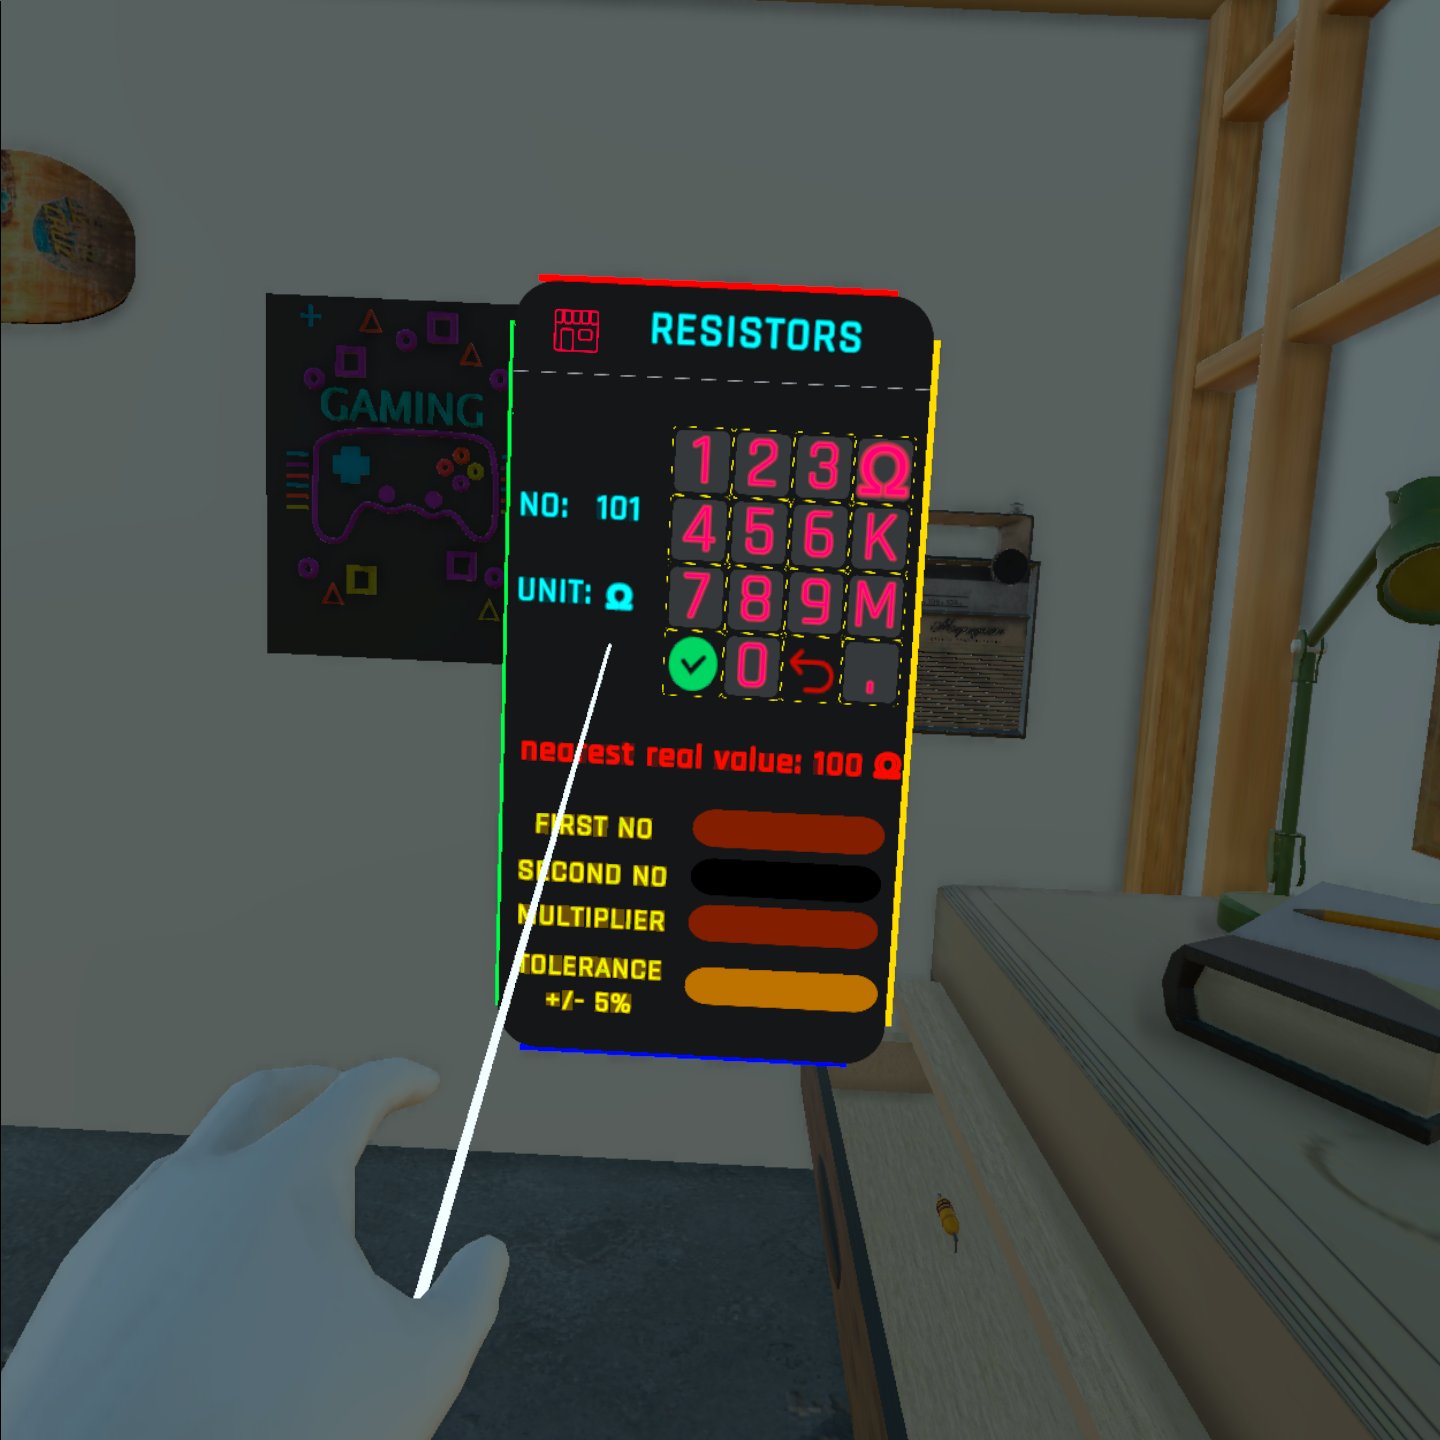 GAMING
RESISTORS
1 2 3 Ω
4 5 6 K
7 8 9 M
0 .
NO: 101
UNIT: Ω
nearest real value: 100 Ω
FIRST NO
SECOND NO
MULTIPLIER
TOLERANCE
+/- 5%